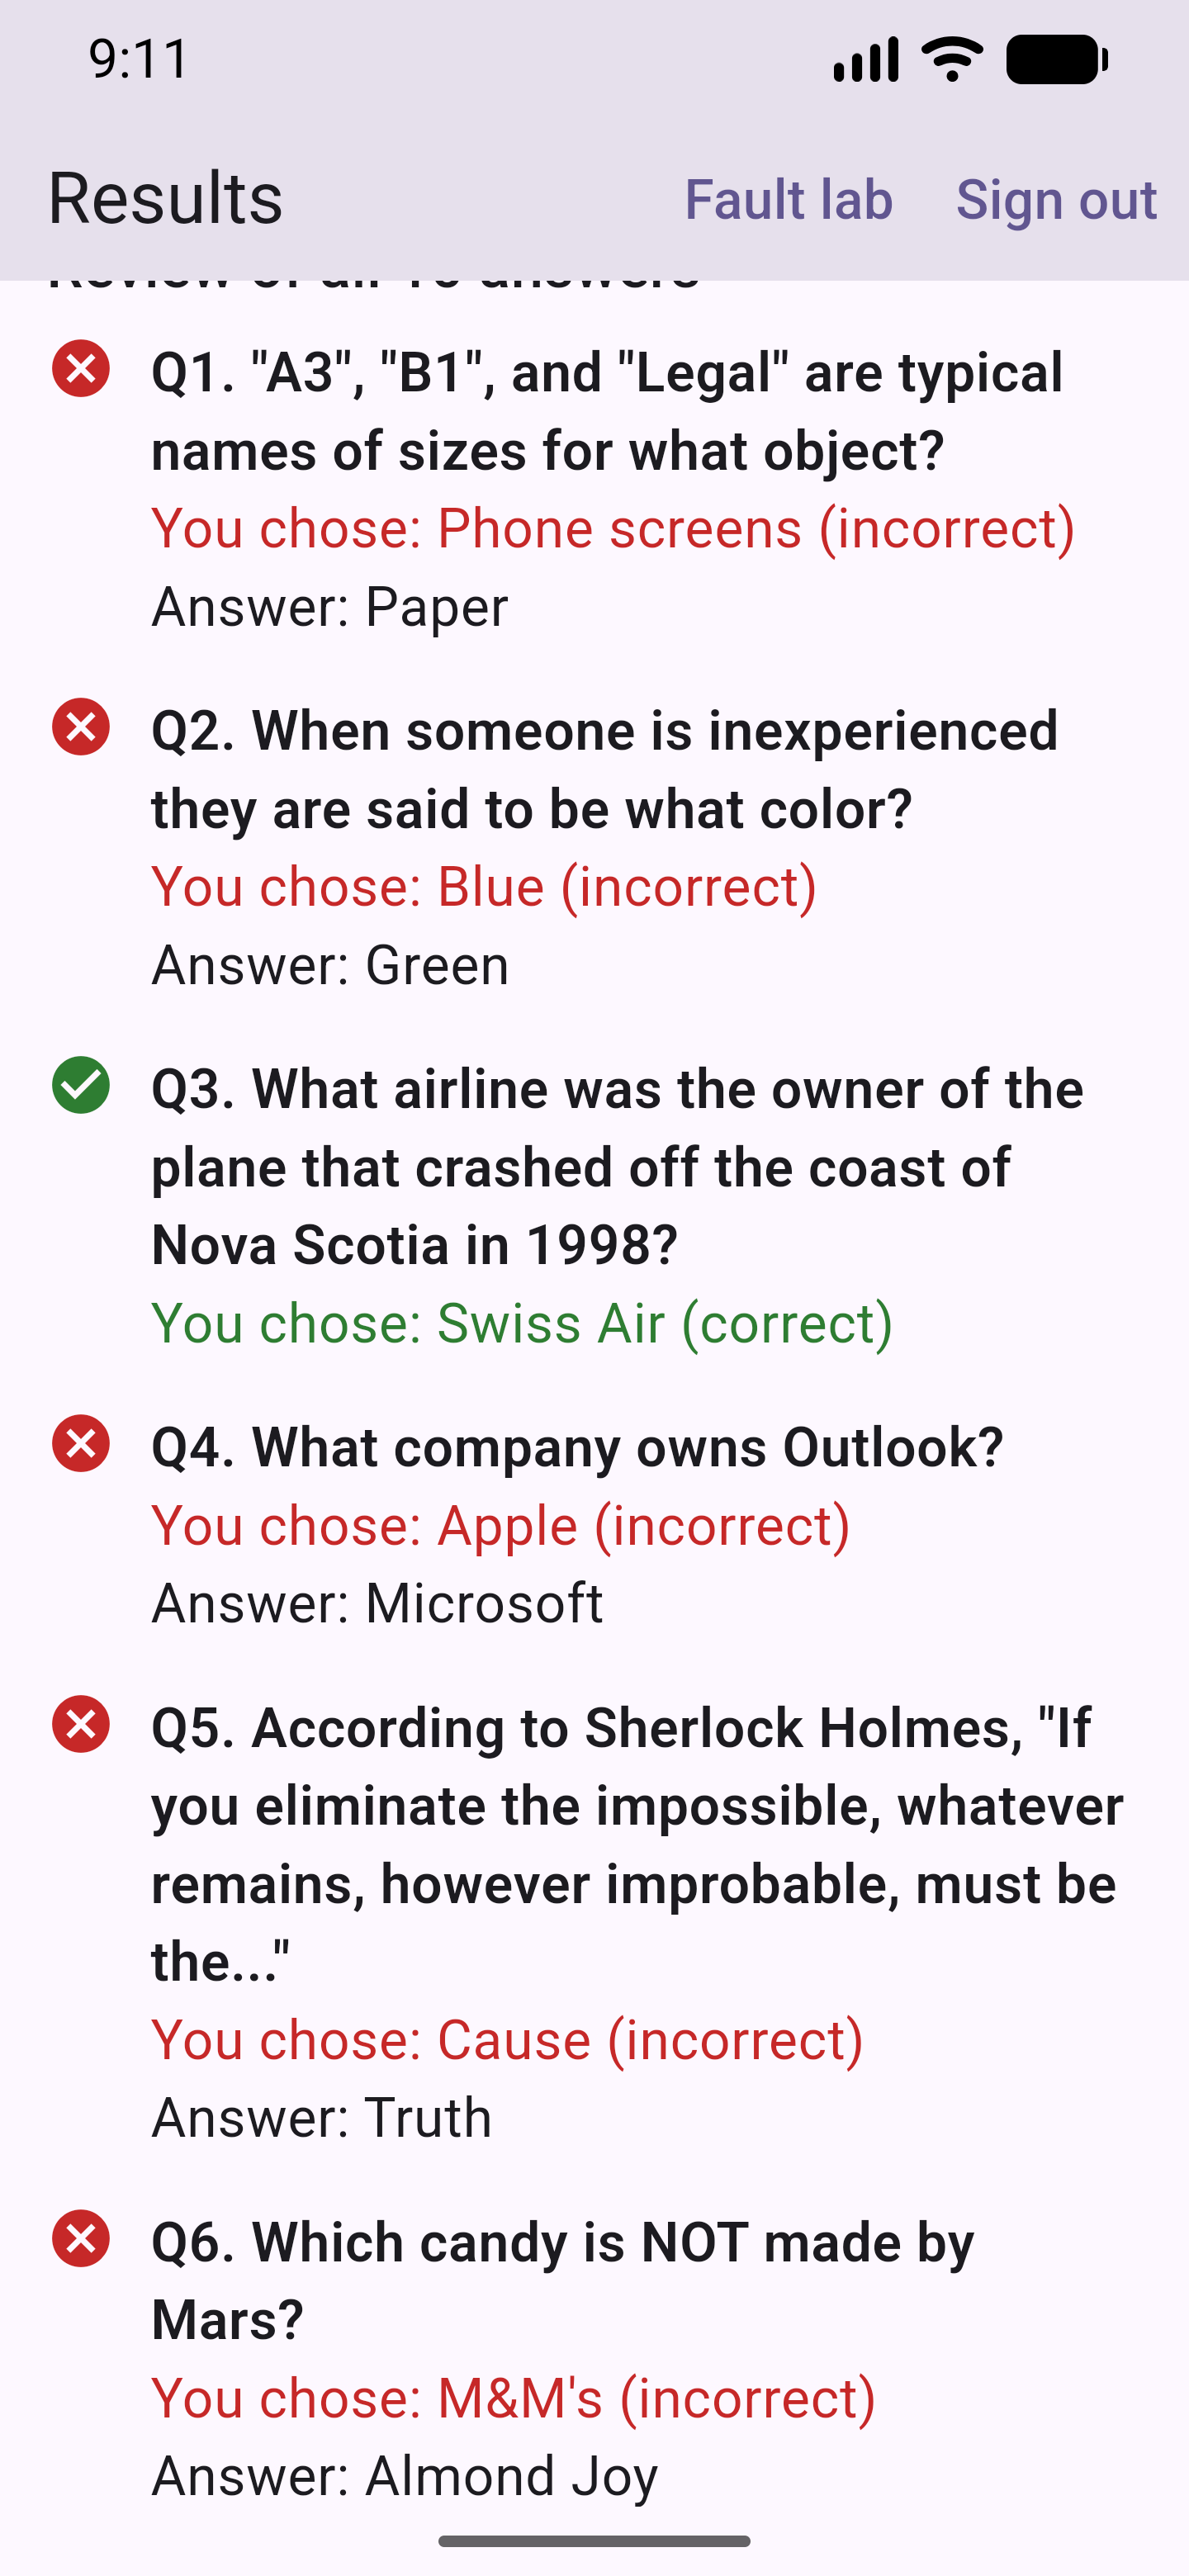 9:11
Results Fault lab Sign out
Review of all 10 answers
Q1. "A3", "B1", and "Legal" are typical
names of sizes for what object?
You chose: Phone screens (incorrect)
Answer: Paper
Q2. When someone is inexperienced
they are said to be what color?
You chose: Blue (incorrect)
Answer: Green
Q3. What airline was the owner of the
plane that crashed off the coast of
Nova Scotia in 1998?
You chose: Swiss Air (correct)
Q4. What company owns Outlook?
You chose: Apple (incorrect)
Answer: Microsoft
Q5. According to Sherlock Holmes, "If
you eliminate the impossible, whatever
remains, however improbable, must be
the..."
You chose: Cause (incorrect)
Answer: Truth
Q6. Which candy is NOT made by
Mars?
You chose: M&M's (incorrect)
Answer: Almond Joy